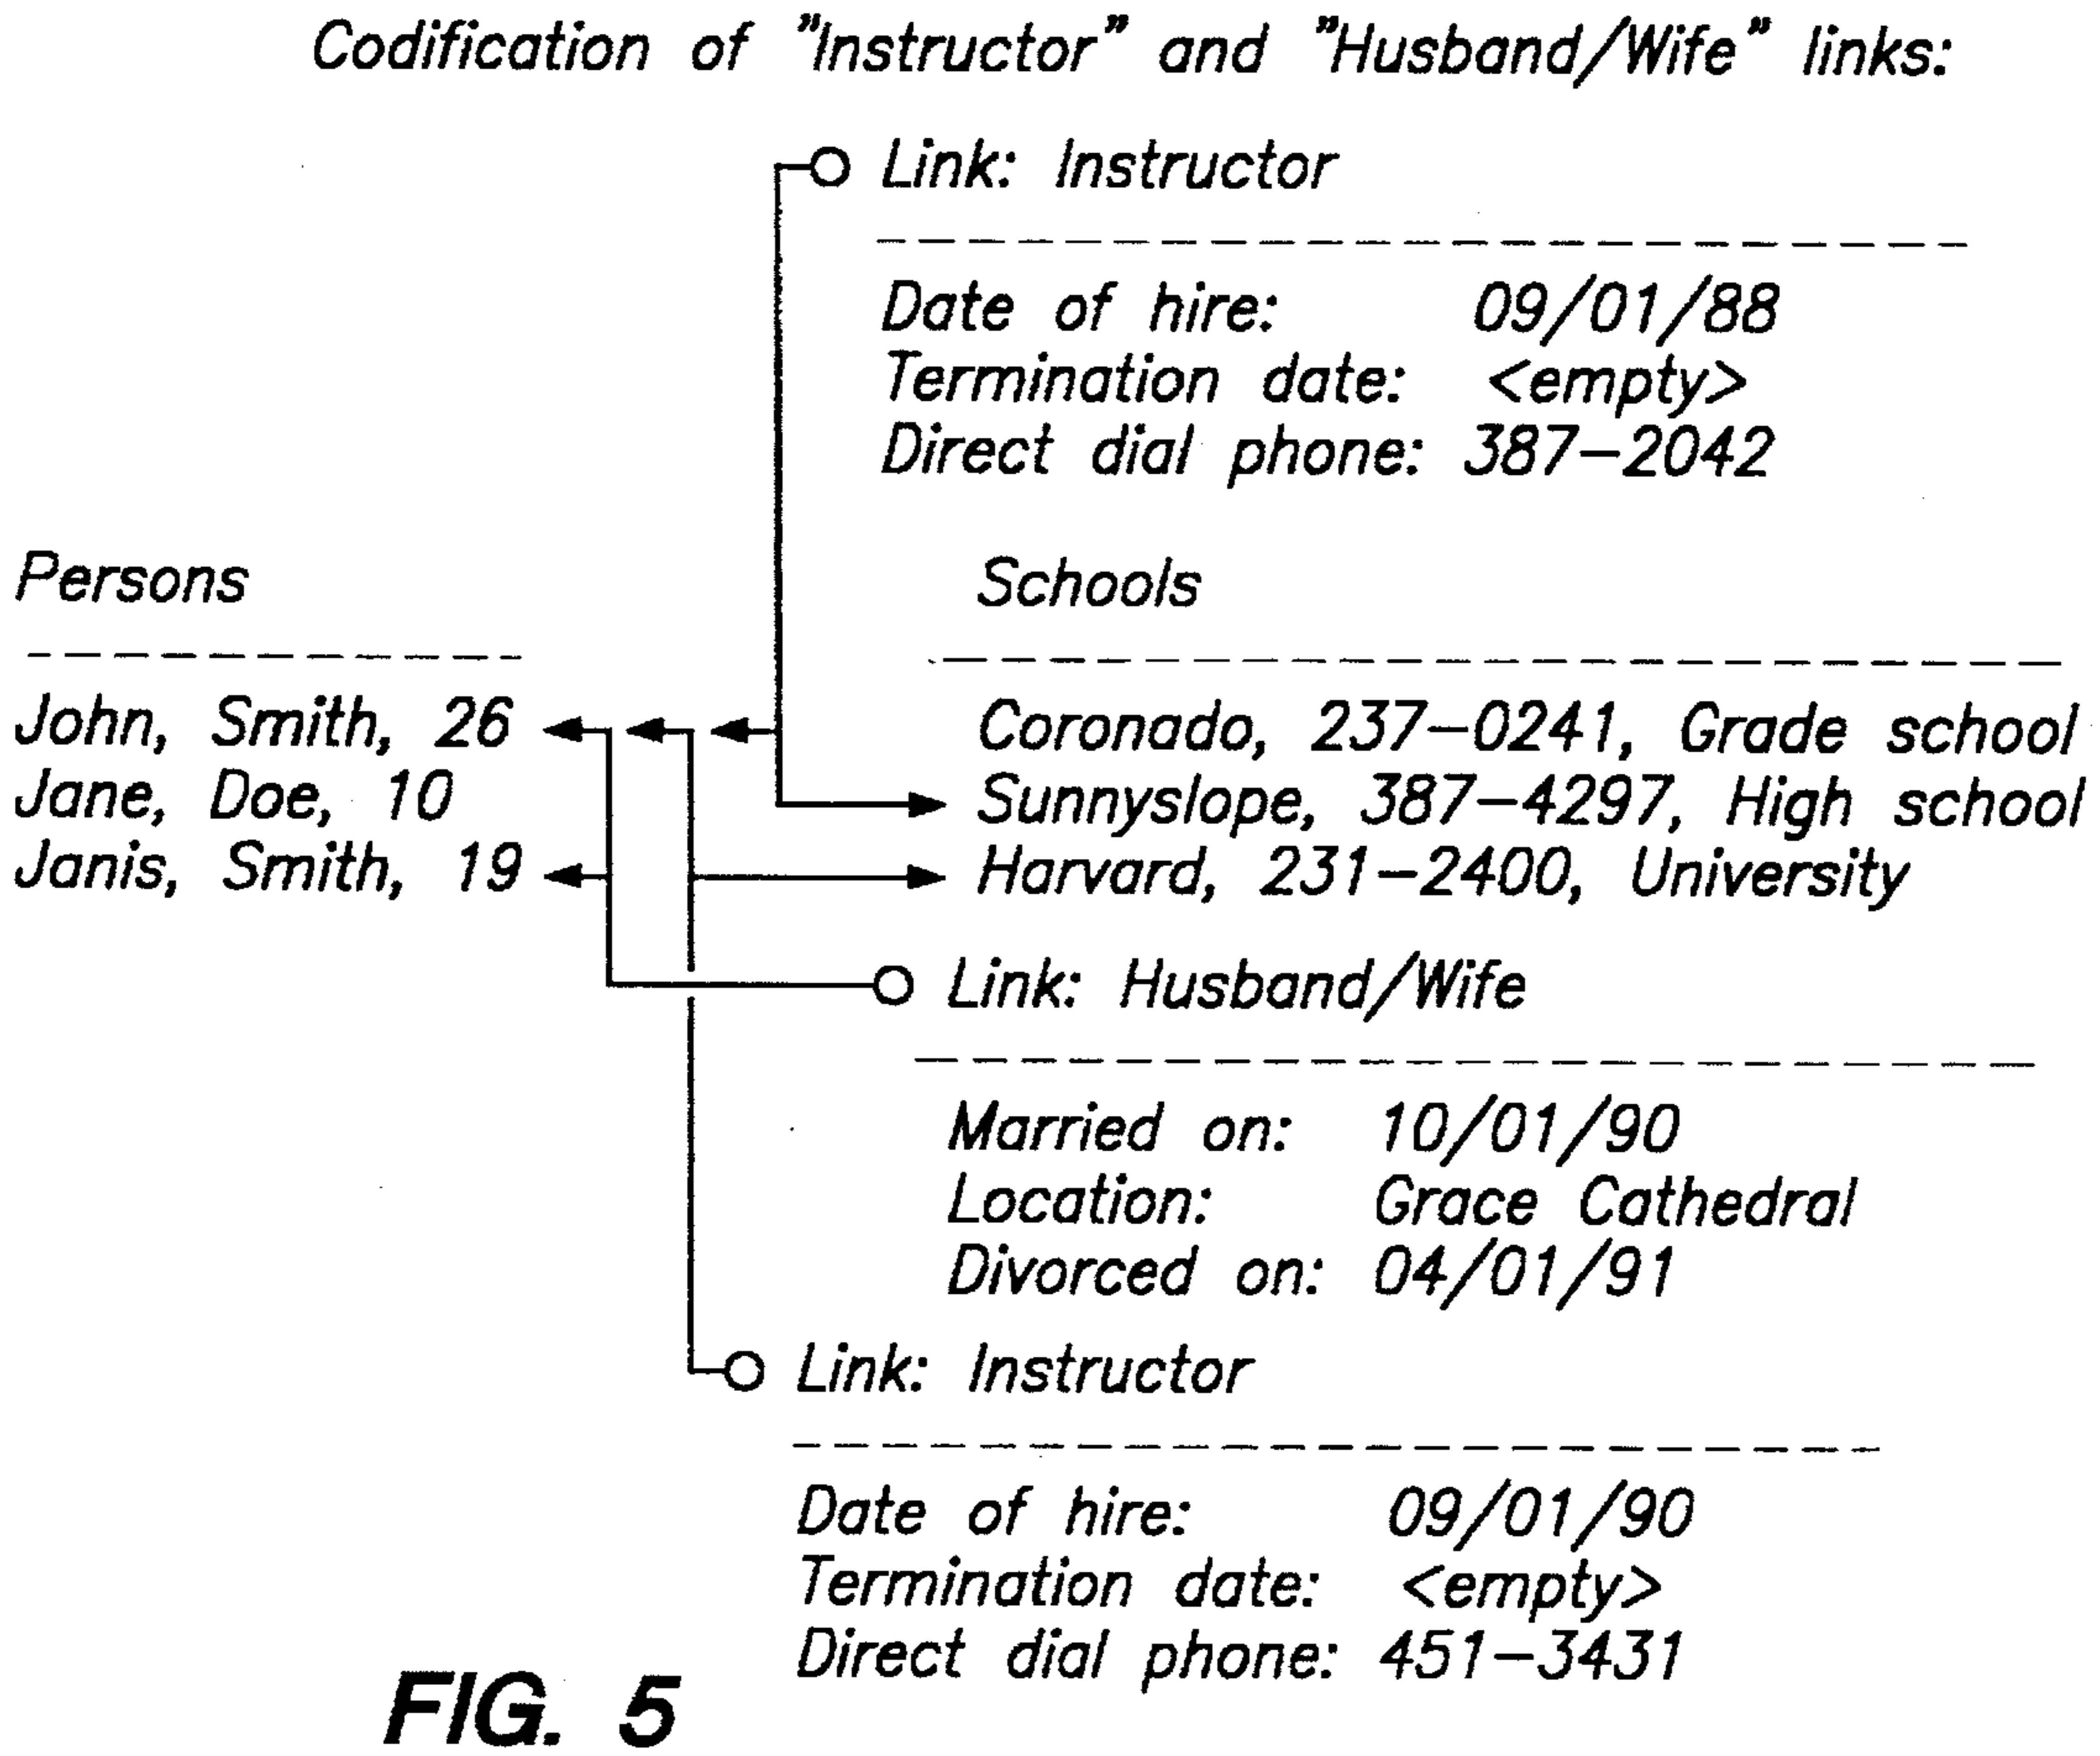 Codification of "Instructor" and "Husband/Wife" links:
Link: Instructor
Date of hire: 09/01/88
Termination date: <empty>
Direct dial phone: 387-2042
Persons
John, Smith, 26
Jane, Doe, 10
Janis, Smith, 19
Schools
Coronado, 237-0241, Grade school
Sunnyslope, 387-4297, High school
Harvard, 231-2400, University
Link: Husband/Wife
Married on: 10/01/90
Location: Grace Cathedral
Divorced on: 04/01/91
Link: Instructor
Date of hire: 09/01/90
Termination date: <empty>
Direct dial phone: 451-3431
FIG. 5